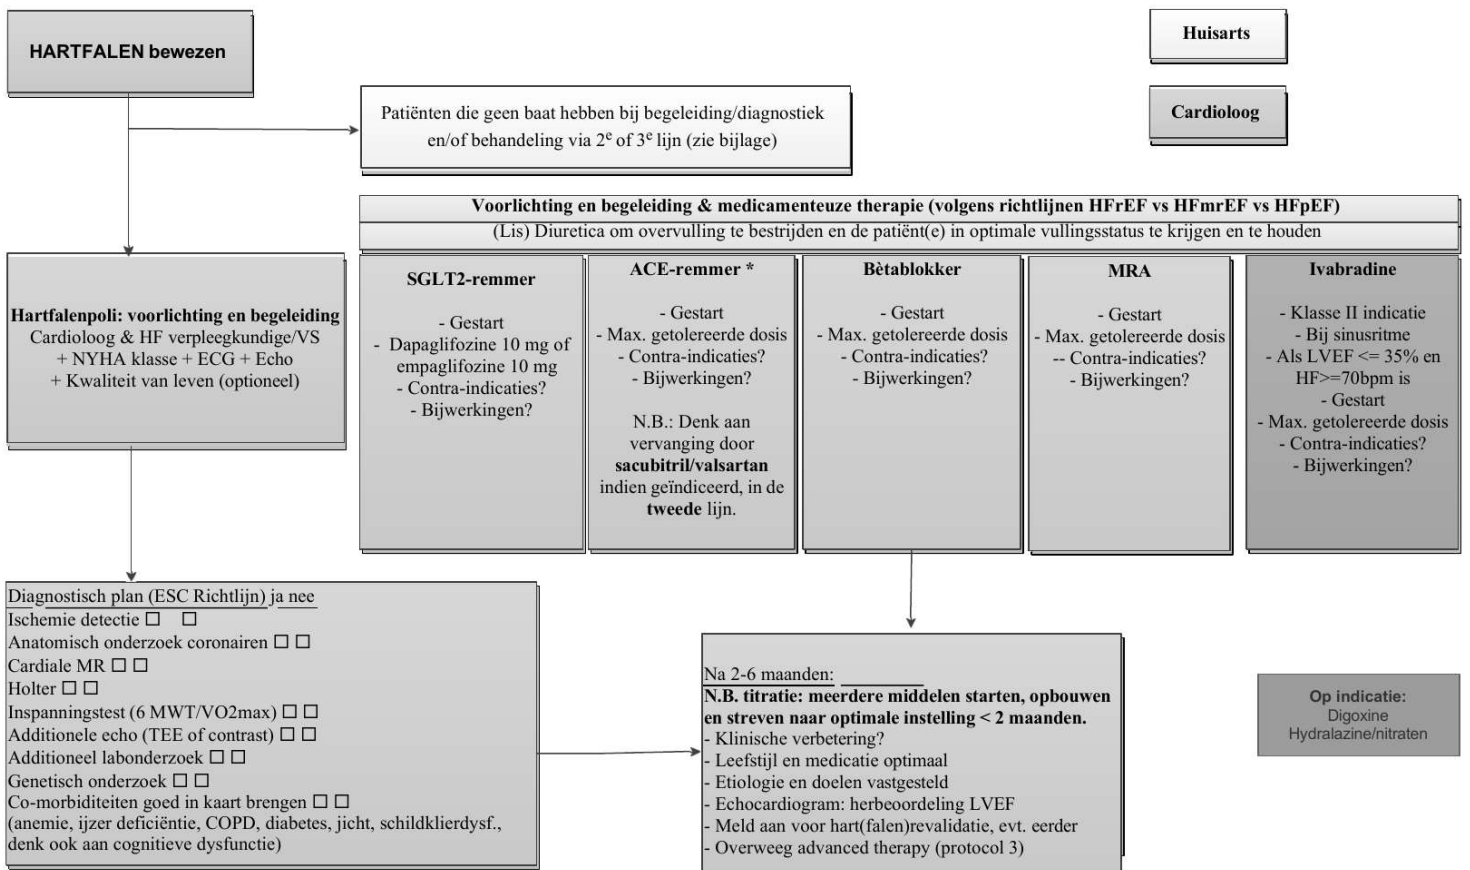 HARTFALEN bewezen
Huisarts
Cardioloog
Patiënten die geen baat hebben bij begeleiding/diagnostiek
en/of behandeling via 2e of 3e lijn (zie bijlage)
Voorlichting en begeleiding & medicamenteuze therapie (volgens richtlijnen HFrEF vs HFmrEF vs HFpEF)
(Lis) Diuretica om overvulling te bestrijden en de patiënt(e) in optimale vullingsstatus te krijgen en te houden
Hartfalenpoli: voorlichting en begeleiding
Cardioloog & HF verpleegkundige/VS
+ NYHA klasse + ECG + Echo
+ Kwaliteit van leven (optioneel)
SGLT2-remmer
- Gestart
- Dapaglifozine 10 mg of
empaglifozine 10 mg
- Contra-indicaties?
- Bijwerkingen?
ACE-remmer *
- Gestart
- Max. getolereerde dosis
- Contra-indicaties?
- Bijwerkingen?
N.B.: Denk aan
vervanging door
sacubitril/valsartan
indien geïndiceerd, in de
tweede lijn.
Bètablokker
- Gestart
- Max. getolereerde dosis
- Contra-indicaties?
- Bijwerkingen?
MRA
- Gestart
- Max. getolereerde dosis
-- Contra-indicaties?
- Bijwerkingen?
Ivabradine
- Klasse II indicatie
- Bij sinusritme
- Als LVEF <= 35% en
HF>=70bpm is
- Gestart
- Max. getolereerde dosis
- Contra-indicaties?
- Bijwerkingen?
Diagnostisch plan (ESC Richtlijn) ja nee
Ischemie detectie □ □
Anatomisch onderzoek coronairen □ □
Cardiale MR □ □
Holter □ □
Inspanningstest (6 MWT/VO2max) □ □
Additionele echo (TEE of contrast) □ □
Additioneel labonderzoek □ □
Genetisch onderzoek □ □
Co-morbiditeiten goed in kaart brengen □ □
(anemie, ijzer deficiëntie, COPD, diabetes, jicht, schildklierdysf.,
denk ook aan cognitieve dysfunctie)
Na 2-6 maanden:
N.B. titratie: meerdere middelen starten, opbouwen
en streven naar optimale instelling < 2 maanden.
- Klinische verbetering?
- Leefstijl en medicatie optimaal
- Etiologie en doelen vastgesteld
- Echocardiogram: herbeoordeling LVEF
- Meld aan voor hart(falen)revalidatie, evt. eerder
- Overweeg advanced therapy (protocol 3)
Op indicatie:
Digoxine
Hydralazine/nitraten